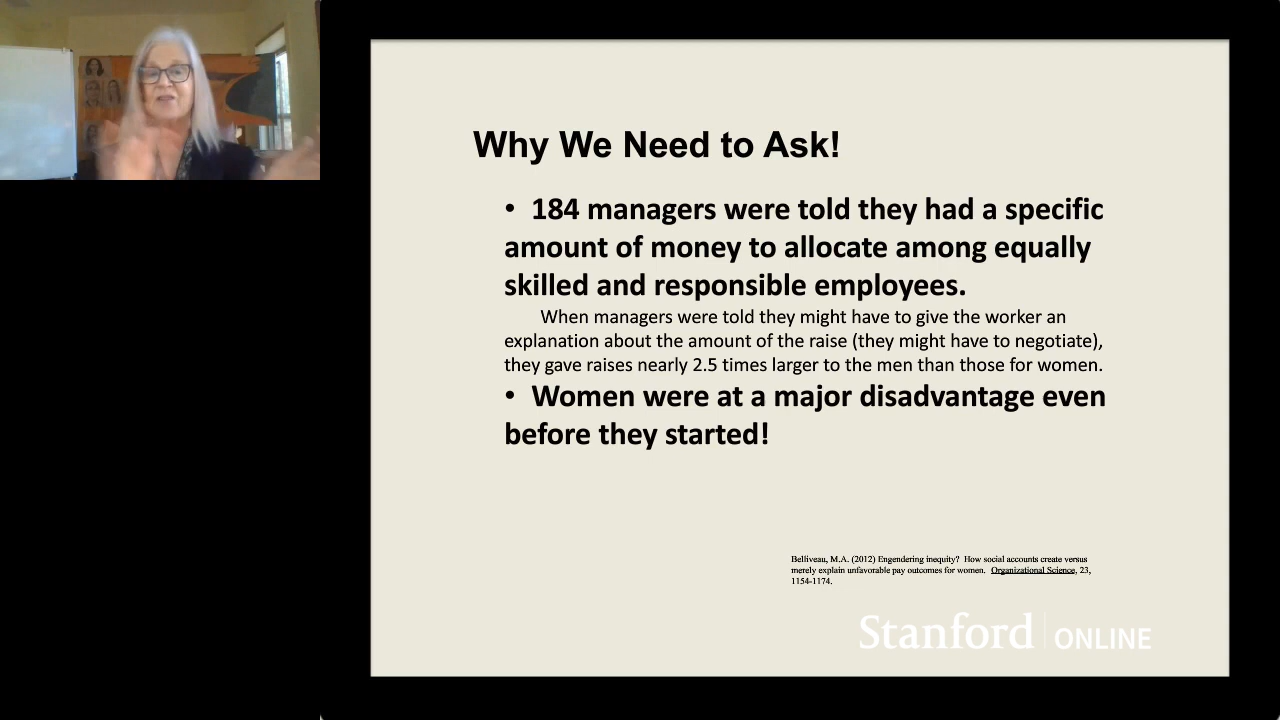 Why We Need to Ask!
• 184 managers were told they had a specific
amount of money to allocate among equally
skilled and responsible employees.
When managers were told they might have to give the worker an
explanation about the amount of the raise (they might have to negotiate),
they gave raises nearly 2.5 times larger to the men than those for women.
• Women were at a major disadvantage even
before they started!
Belliveau, M.A. (2012) Engendering inequity? How social accounts create versus
merely explain unfavorable pay outcomes for women. Organizational Science, 23,
1154-1174.
Stanford ONLINE